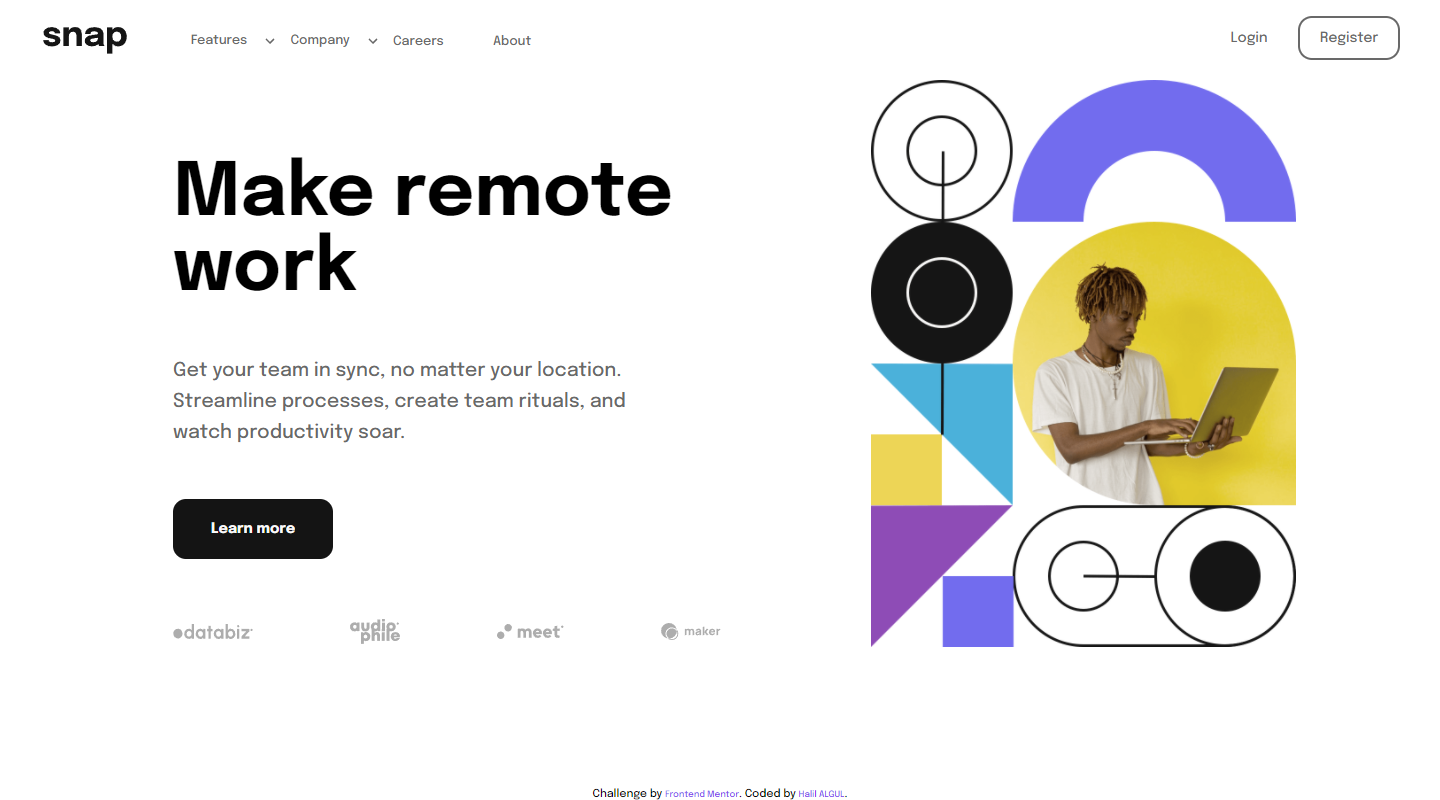 snap
Features
Company
Careers
About
Login
Register
Make remote
work
Get your team in sync, no matter your location.
Streamline processes, create team rituals, and
watch productivity soar.
Learn more
databiz
audiophile
meet
maker
Challenge by Frontend Mentor. Coded by Halil ALGUL.